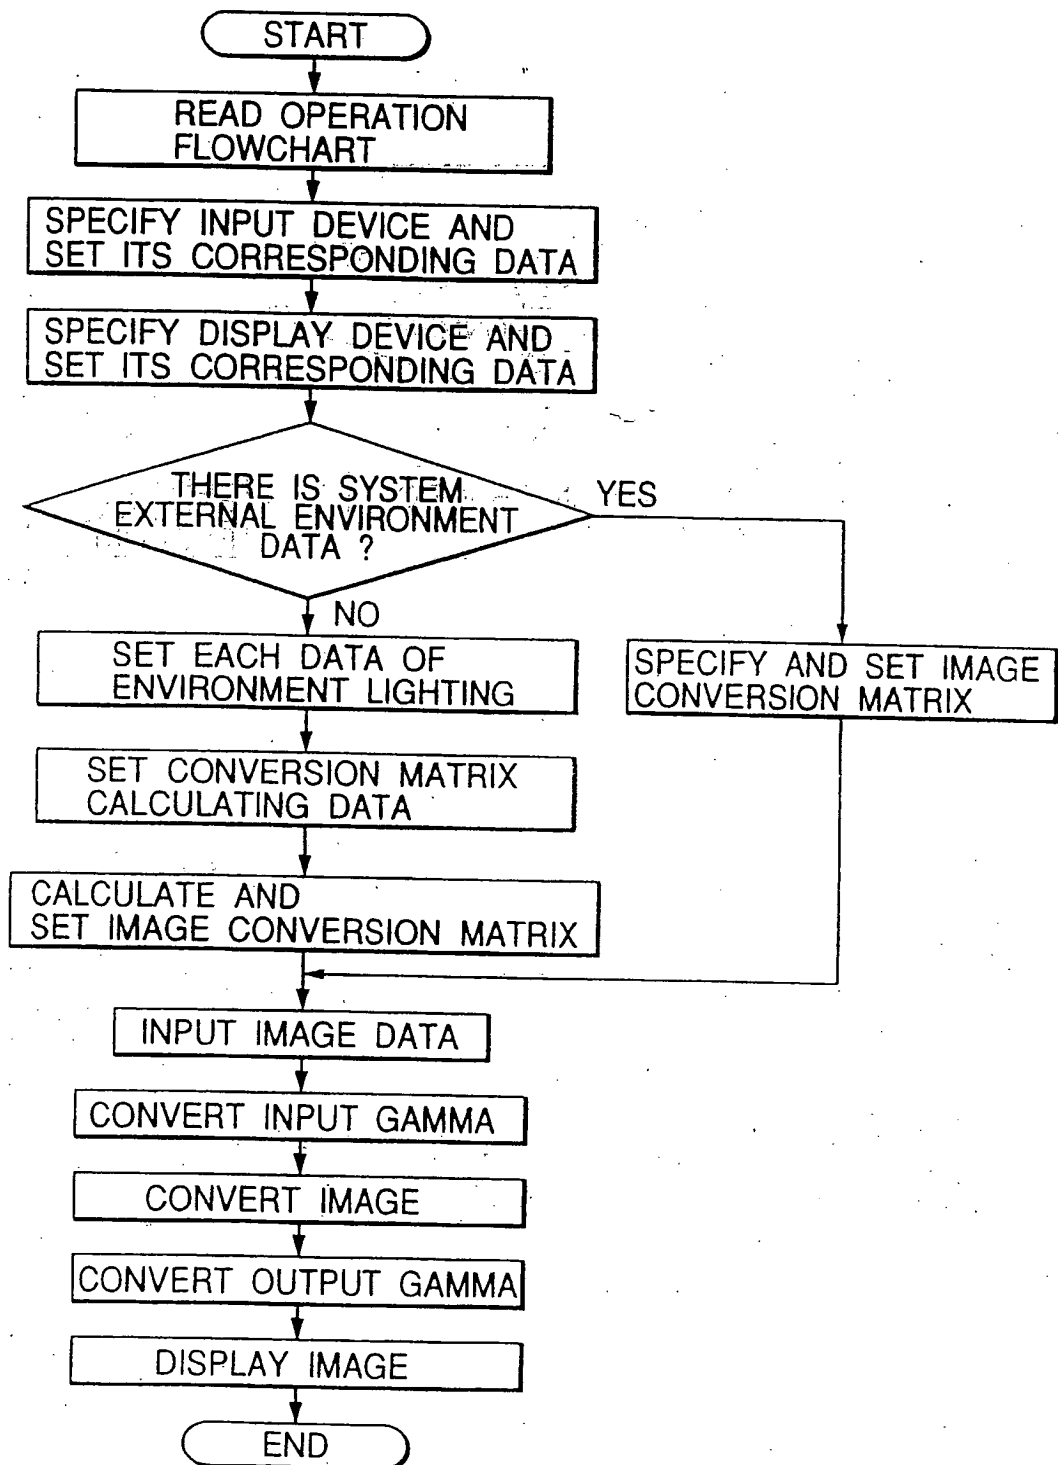 START
READ OPERATION
FLOWCHART
SPECIFY INPUT DEVICE AND
SET ITS CORRESPONDING DATA
SPECIFY DISPLAY DEVICE AND
SET ITS CORRESPONDING DATA
THERE IS SYSTEM
EXTERNAL ENVIRONMENT
DATA ?
YES
NO
SET EACH DATA OF
ENVIRONMENT LIGHTING
SPECIFY AND SET IMAGE
CONVERSION MATRIX
SET CONVERSION MATRIX
CALCULATING DATA
CALCULATE AND
SET IMAGE CONVERSION MATRIX
INPUT IMAGE DATA
CONVERT INPUT GAMMA
CONVERT IMAGE
CONVERT OUTPUT GAMMA
DISPLAY IMAGE
END